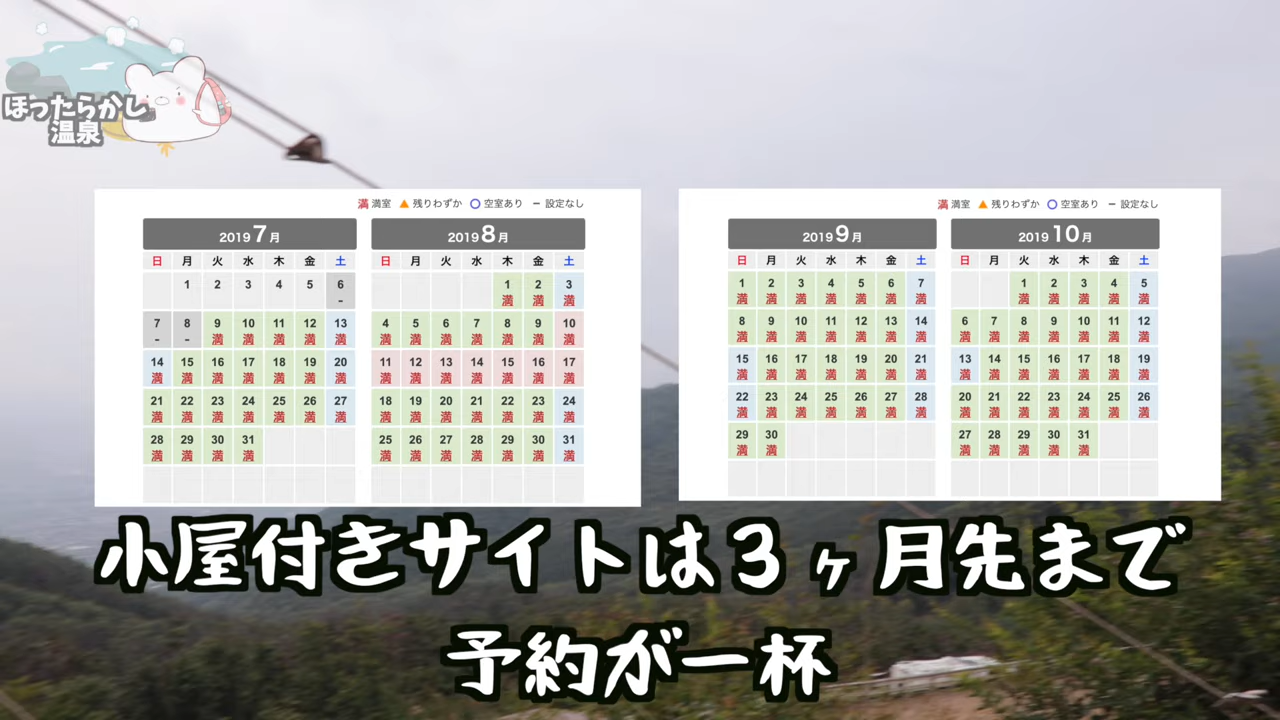 ほったらかし
温泉
満 満室 ▲ 残りわずか ○ 空室あり － 設定なし
2019 7月
日 月 火 水 木 金 土
1 2 3 4 5 6
-
7 8 9 10 11 12 13
- - 満 満 満 満 満
14 15 16 17 18 19 20
満 満 満 満 満 満 満
21 22 23 24 25 26 27
満 満 満 満 満 満 満
28 29 30 31
満 満 満 満
2019 8月
日 月 火 水 木 金 土
1 2 3
満 満 満
4 5 6 7 8 9 10
満 満 満 満 満 満 満
11 12 13 14 15 16 17
満 満 満 満 満 満 満
18 19 20 21 22 23 24
満 満 満 満 満 満 満
25 26 27 28 29 30 31
満 満 満 満 満 満 満
満 満室 ▲ 残りわずか ○ 空室あり － 設定なし
2019 9月
日 月 火 水 木 金 土
1 2 3 4 5 6 7
満 満 満 満 満 満 満
8 9 10 11 12 13 14
満 満 満 満 満 満 満
15 16 17 18 19 20 21
満 満 満 満 満 満 満
22 23 24 25 26 27 28
満 満 満 満 満 満 満
29 30
満 満
2019 10月
日 月 火 水 木 金 土
1 2 3 4 5
満 満 満 満 満
6 7 8 9 10 11 12
満 満 満 満 満 満 満
13 14 15 16 17 18 19
満 満 満 満 満 満 満
20 21 22 23 24 25 26
満 満 満 満 満 満 満
27 28 29 30 31
満 満 満 満 満
小屋付きサイトは３ヶ月先まで
予約が一杯